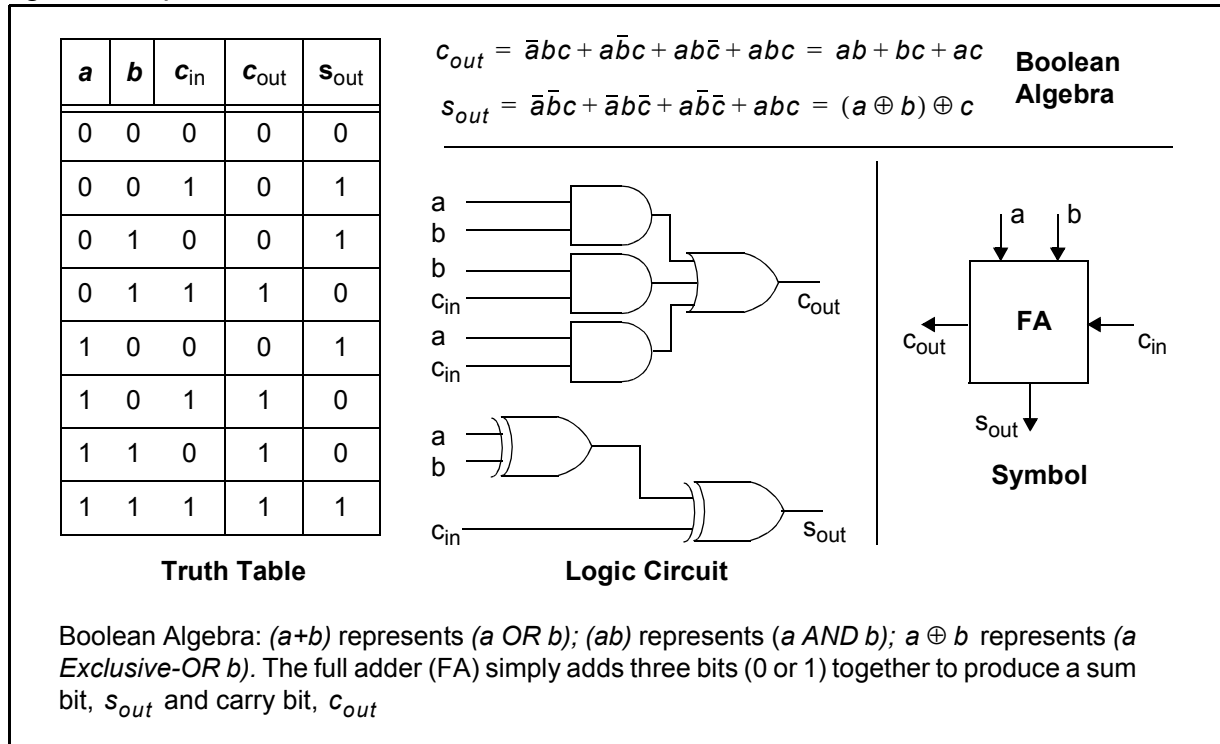 a b c_in c_out s_out
0 0 0 0 0
0 0 1 0 1
0 1 0 0 1
0 1 1 1 0
1 0 0 0 1
1 0 1 1 0
1 1 0 1 0
1 1 1 1 1
Truth Table
c_out = a̅bc + ab̅c + abc̅ + abc = ab + bc + ac
s_out = a̅b̅c + a̅bc̅ + ab̅c̅ + abc = (a ⊕ b) ⊕ c
Boolean
Algebra
a
b
b
c_in
a
c_in
c_out
a
b
c_in
s_out
Logic Circuit
a b
FA
c_out
c_in
s_out
Symbol
Boolean Algebra: (a+b) represents (a OR b); (ab) represents (a AND b); a ⊕ b represents (a
Exclusive-OR b). The full adder (FA) simply adds three bits (0 or 1) together to produce a sum
bit, s_out and carry bit, c_out